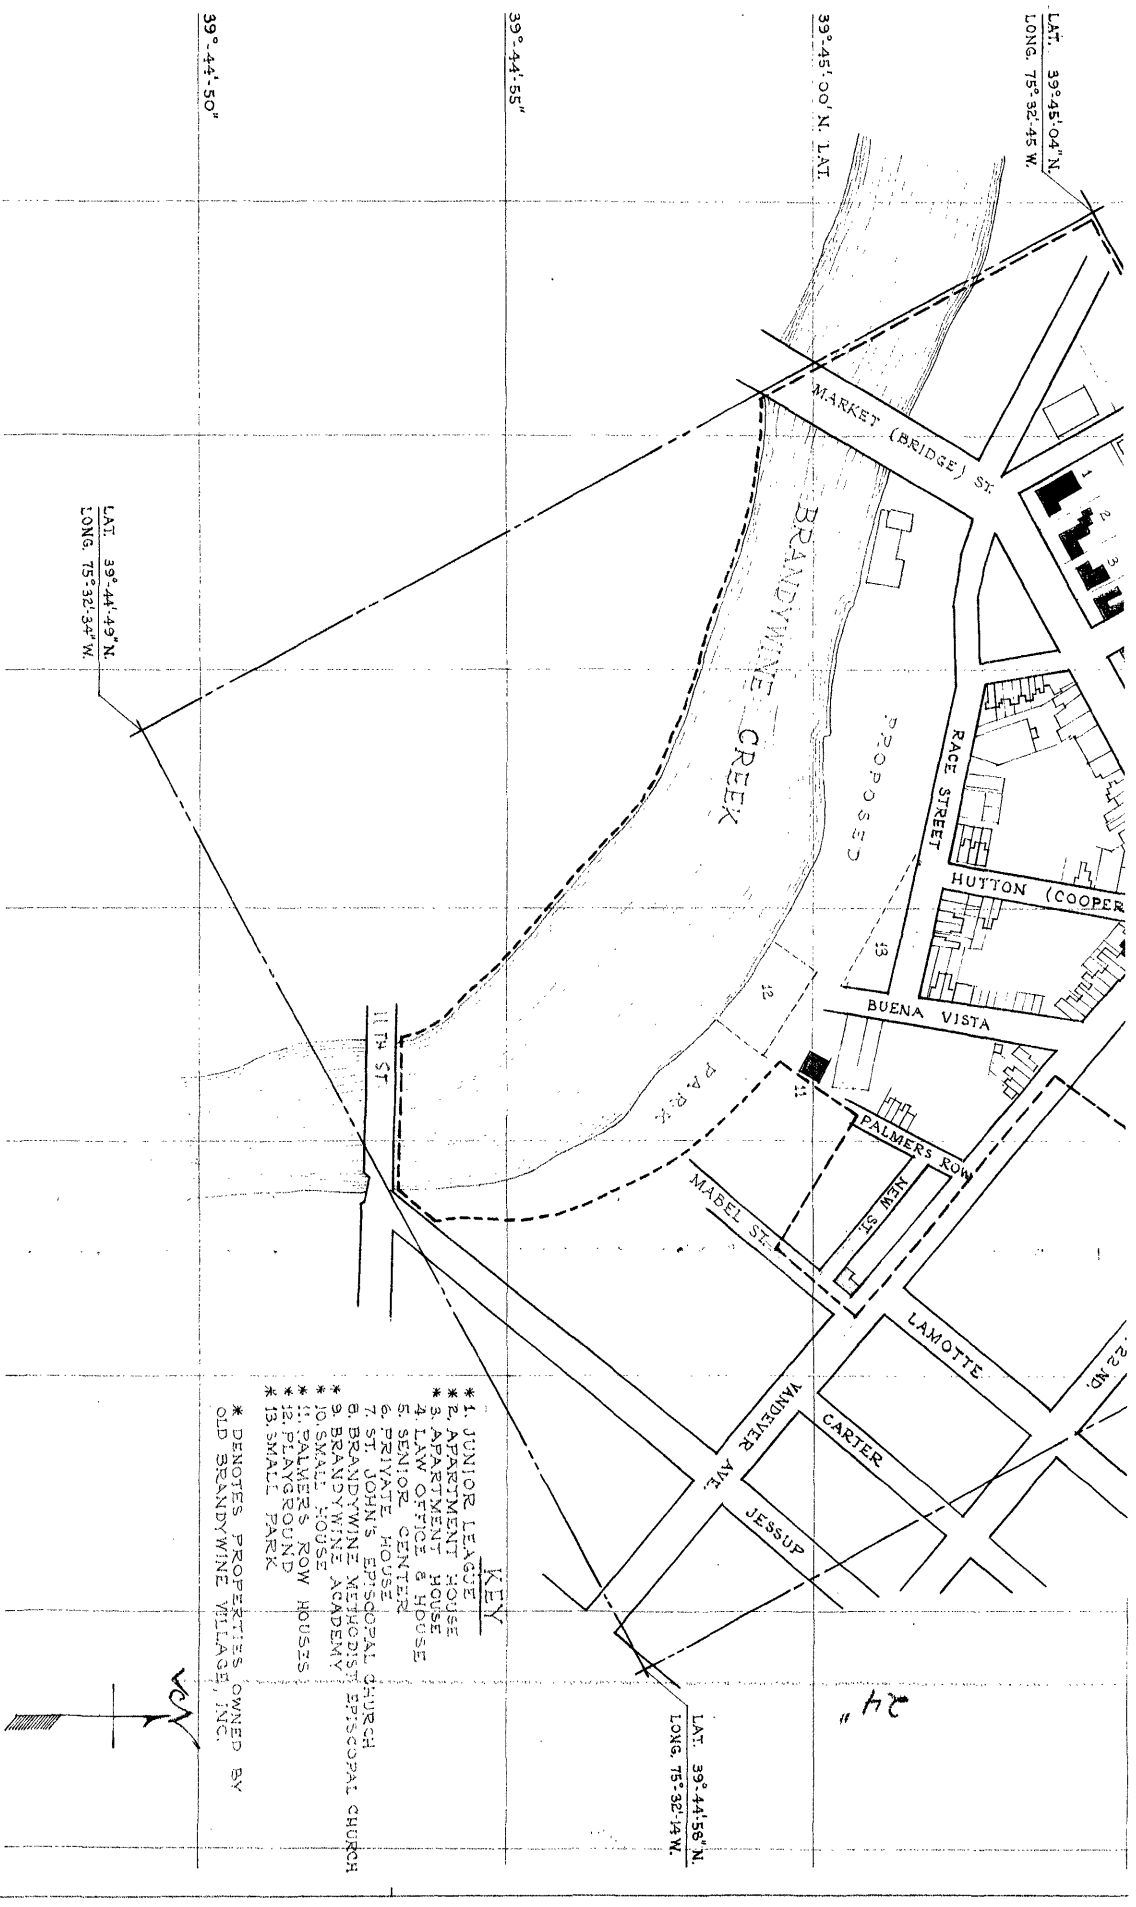 LAT. 39°-45'-04" N.
LONG. 75°-32'-45 W.
39°-45'-00' N. LAT.
39°-44'-55"
39°-44'-50"
LAT. 39°-44'-49" N.
LONG. 75°-32'-34" W.
LAT. 39°-44'-58" N.
LONG. 75°-32'-14 W.
MARKET (BRIDGE) ST.
1
2
3
BRANDYWINE CREEK
PROPOSED
PARK
RACE STREET
HUTTON (COOPER
13
12
11
BUENA VISTA
11TH ST
PALMERS ROW
NEW ST.
MABEL ST.
LAMOTTE
22 ND.
VANDEVER AVE.
CARTER
JESSUP
24"
KEY
* 1. JUNIOR LEAGUE
* 2. APARTMENT HOUSE
* 3. APARTMENT HOUSE
4. LAW OFFICE & HOUSE
5. SENIOR CENTER
6. PRIVATE HOUSE
7. ST. JOHN'S EPISCOPAL CHURCH
8. BRANDYWINE METHODIST EPISCOPAL CHURCH
* 9. BRANDYWINE ACADEMY
* 10. SMALL HOUSE
* 11. PALMERS ROW HOUSES
* 12. PLAYGROUND
* 13. SMALL PARK
* DENOTES PROPERTIES OWNED BY
OLD BRANDYWINE VILLAGE, INC.